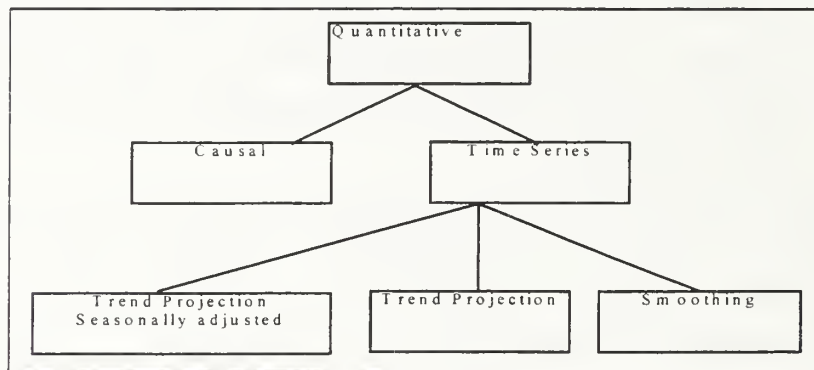 Quantitative
Causal
Time Series
Trend Projection
Seasonally adjusted
Trend Projection
Smoothing